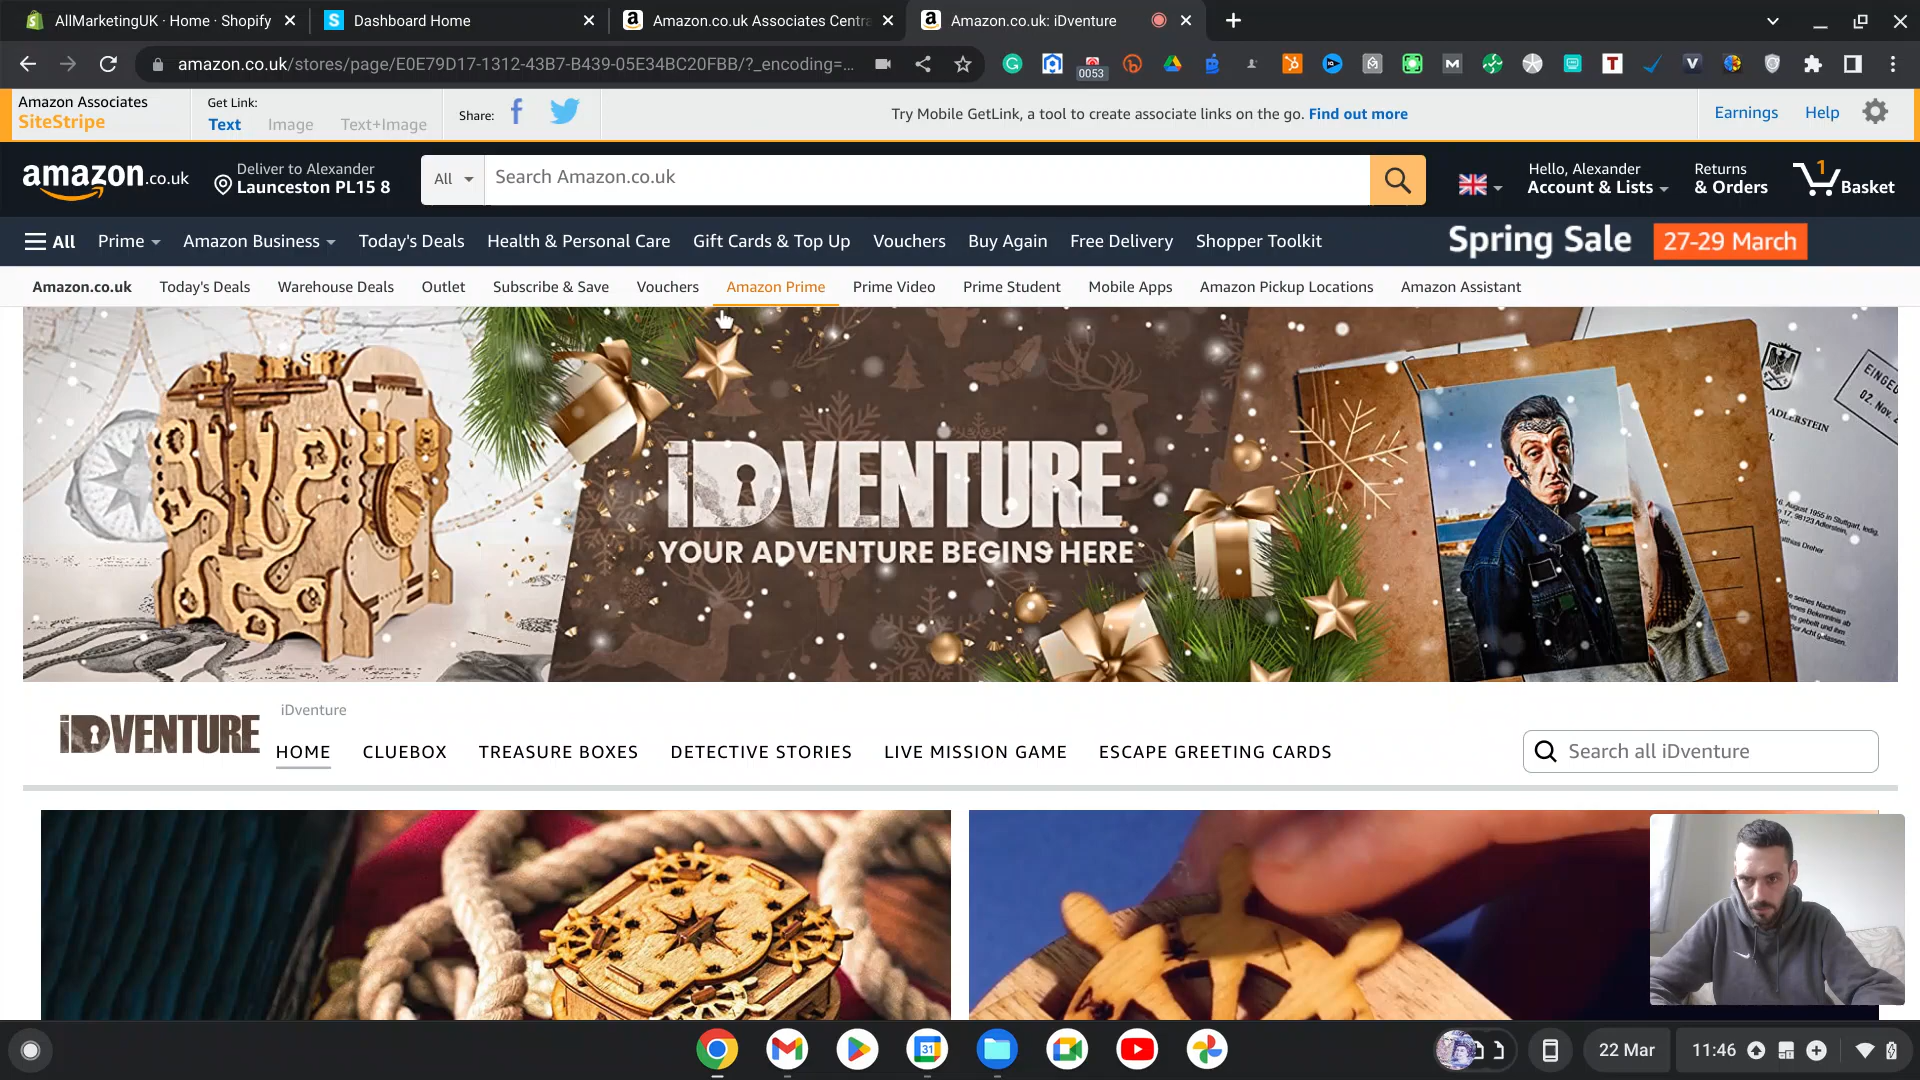 AllMarketingUK · Home · Shopify
Dashboard Home
Amazon.co.uk Associates Centra
Amazon.co.uk: iDventure
amazon.co.uk/stores/page/E0E79D17-1312-43B7-B439-05E34BC20FBB/?_encoding=...
0053
Amazon Associates
SiteStripe
Get Link:
Text
Image
Text+Image
Share:
Try Mobile GetLink, a tool to create associate links on the go. Find out more
Earnings
Help
amazon.co.uk
Deliver to Alexander
Launceston PL15 8
All
Search Amazon.co.uk
Hello, Alexander
Account & Lists
Returns
& Orders
1
Basket
All
Prime
Amazon Business
Today's Deals
Health & Personal Care
Gift Cards & Top Up
Vouchers
Buy Again
Free Delivery
Shopper Toolkit
Spring Sale
27-29 March
Amazon.co.uk
Today's Deals
Warehouse Deals
Outlet
Subscribe & Save
Vouchers
Amazon Prime
Prime Video
Prime Student
Mobile Apps
Amazon Pickup Locations
Amazon Assistant
iDVENTURE
YOUR ADVENTURE BEGINS HERE
ADLERSTEIN
02. Nov.
iDVENTURE
iDventure
HOME
CLUEBOX
TREASURE BOXES
DETECTIVE STORIES
LIVE MISSION GAME
ESCAPE GREETING CARDS
Search all iDventure
31
22 Mar
11:46